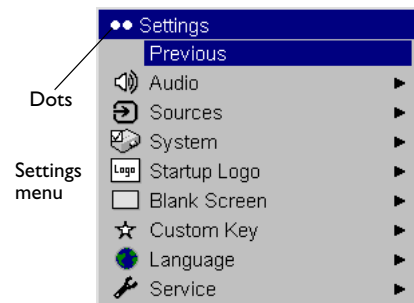 Settings
Previous
Dots
Audio
Sources
System
Settings menu
Logo
Startup Logo
Blank Screen
Custom Key
Language
Service